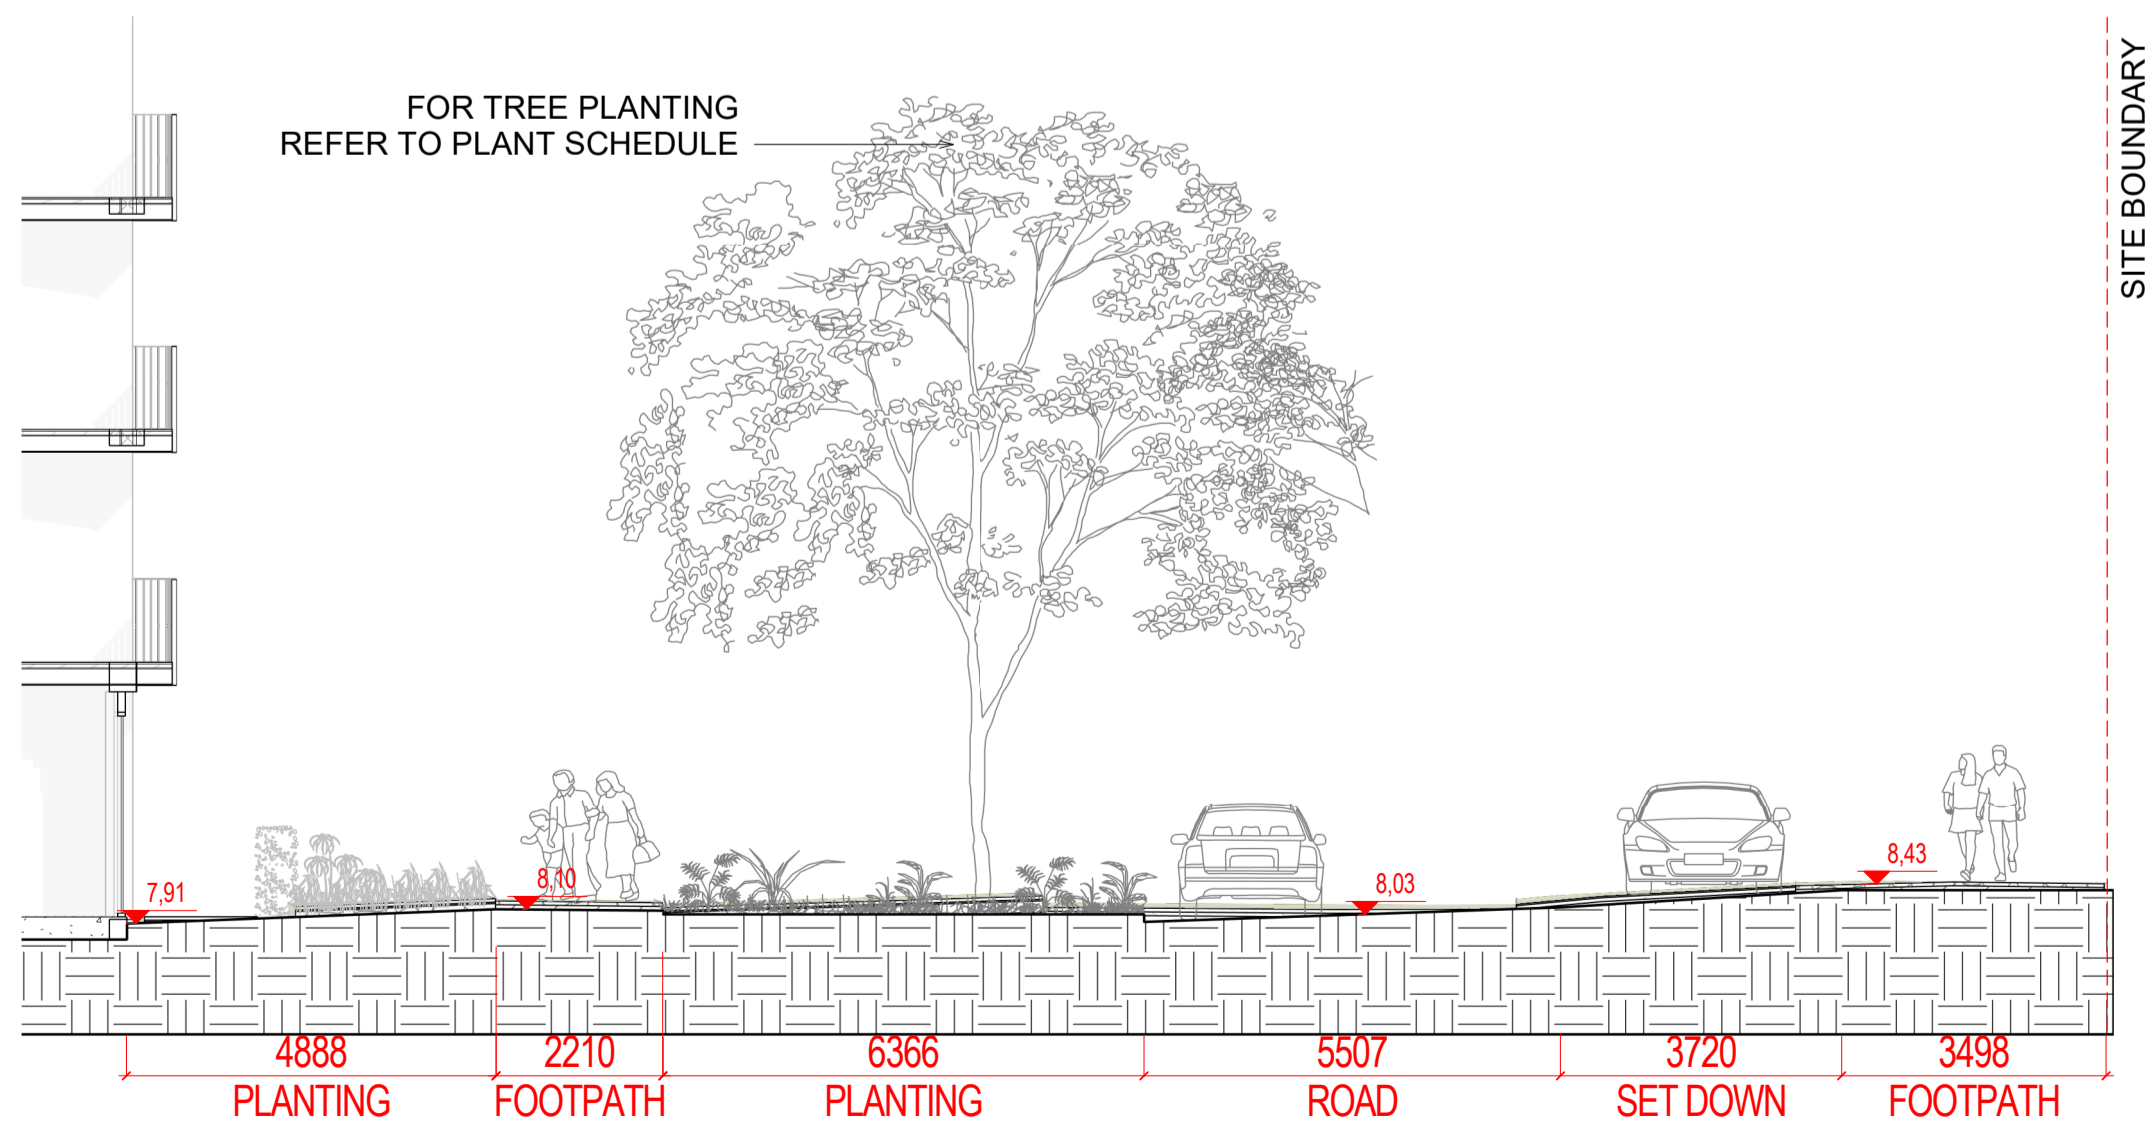 FOR TREE PLANTING
REFER TO PLANT SCHEDULE
SITE BOUNDARY
7,91
8,10
8,03
8,43
4888
2210
6366
5507
3720
3498
PLANTING
FOOTPATH
PLANTING
ROAD
SET DOWN
FOOTPATH